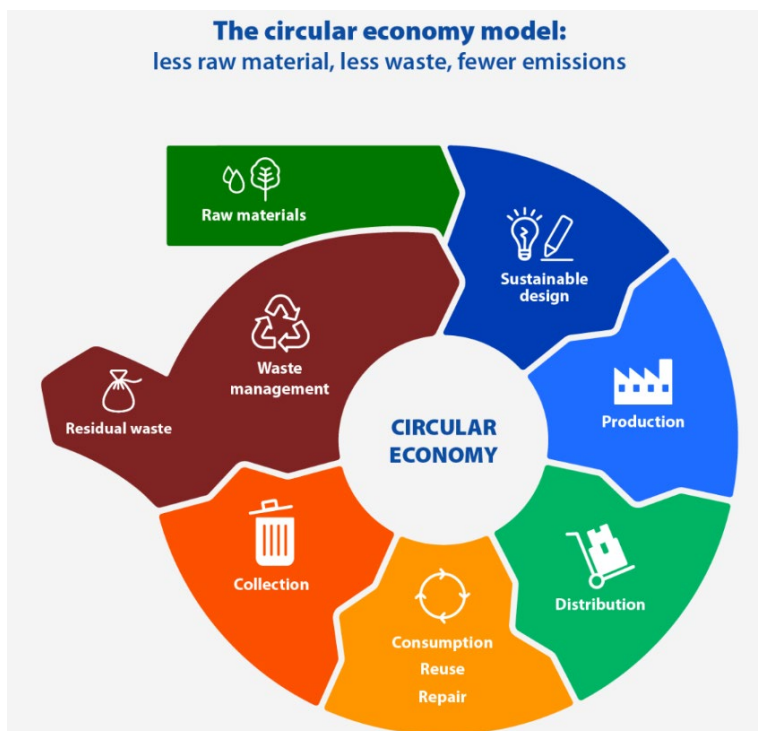 The circular economy model:
less raw material, less waste, fewer emissions
Raw materials
Sustainable
design
Production
Distribution
Consumption
Reuse
Repair
Collection
Waste
management
Residual waste
CIRCULAR
ECONOMY